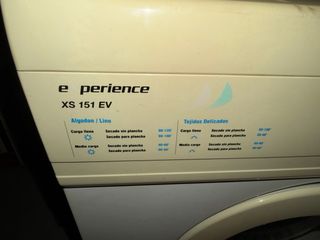 e perience
XS 151 EV
Algodon / Lino
Carga llena Secado sin plancha
Secado para plancha
Media carga Secado sin plancha
Secado para plancha
Tejidos Delicados
Carga llena Secado sin plancha
Secado para plancha
Media carga Secado sin plancha
Secado para plancha